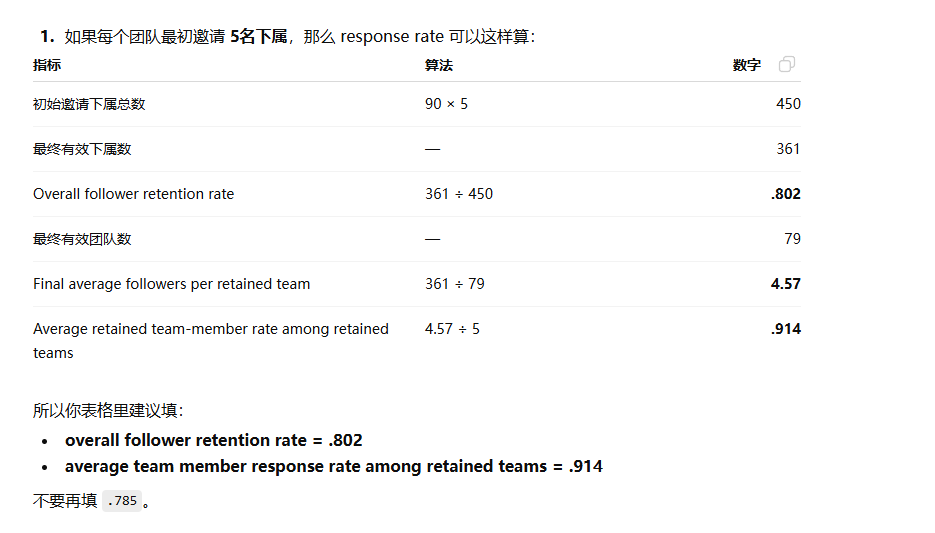 1. 如果每个团队最初邀请 5名下属，那么 response rate 可以这样算：
指标 算法 数字
初始邀请下属总数 90 × 5 450
最终有效下属数 — 361
Overall follower retention rate 361 ÷ 450 .802
最终有效团队数 — 79
Final average followers per retained team 361 ÷ 79 4.57
Average retained team-member rate among retained 4.57 ÷ 5 .914
teams
所以你表格里建议填：
• overall follower retention rate = .802
• average team member response rate among retained teams = .914
不要再填 .785。